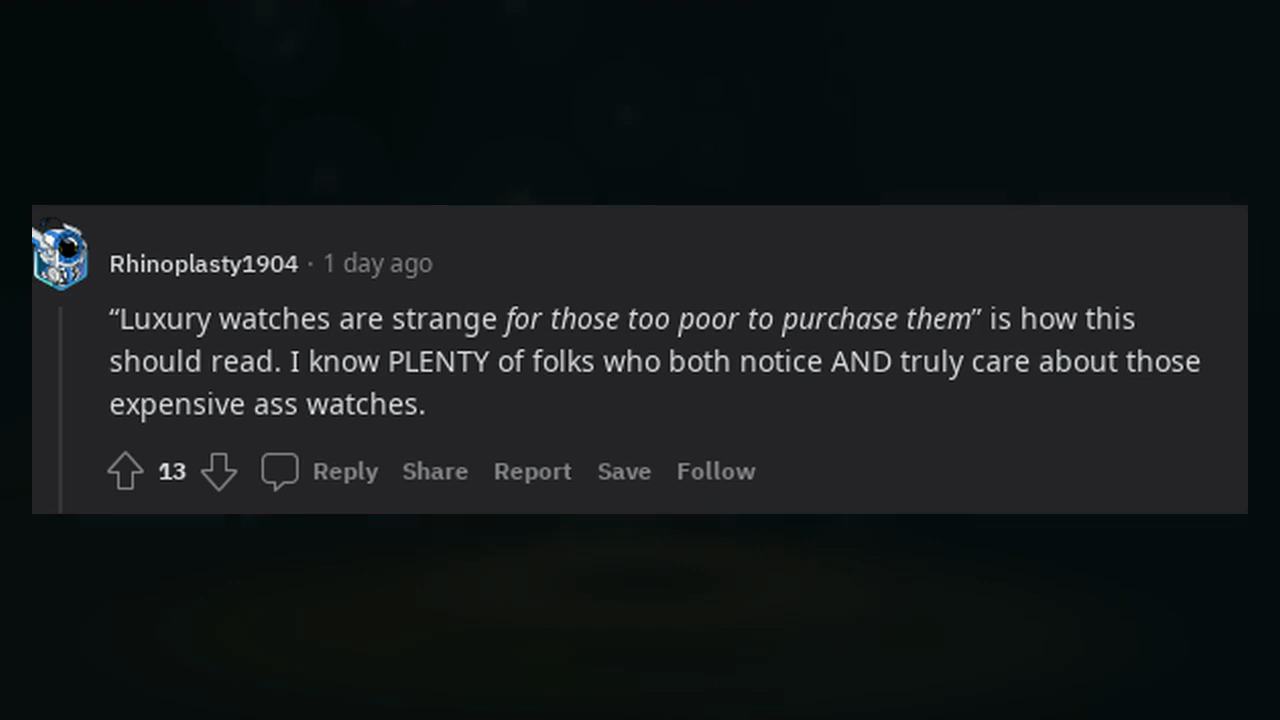 Rhinoplasty1904 · 1 day ago
“Luxury watches are strange for those too poor to purchase them” is how this
should read. I know PLENTY of folks who both notice AND truly care about those
expensive ass watches.
13 Reply Share Report Save Follow